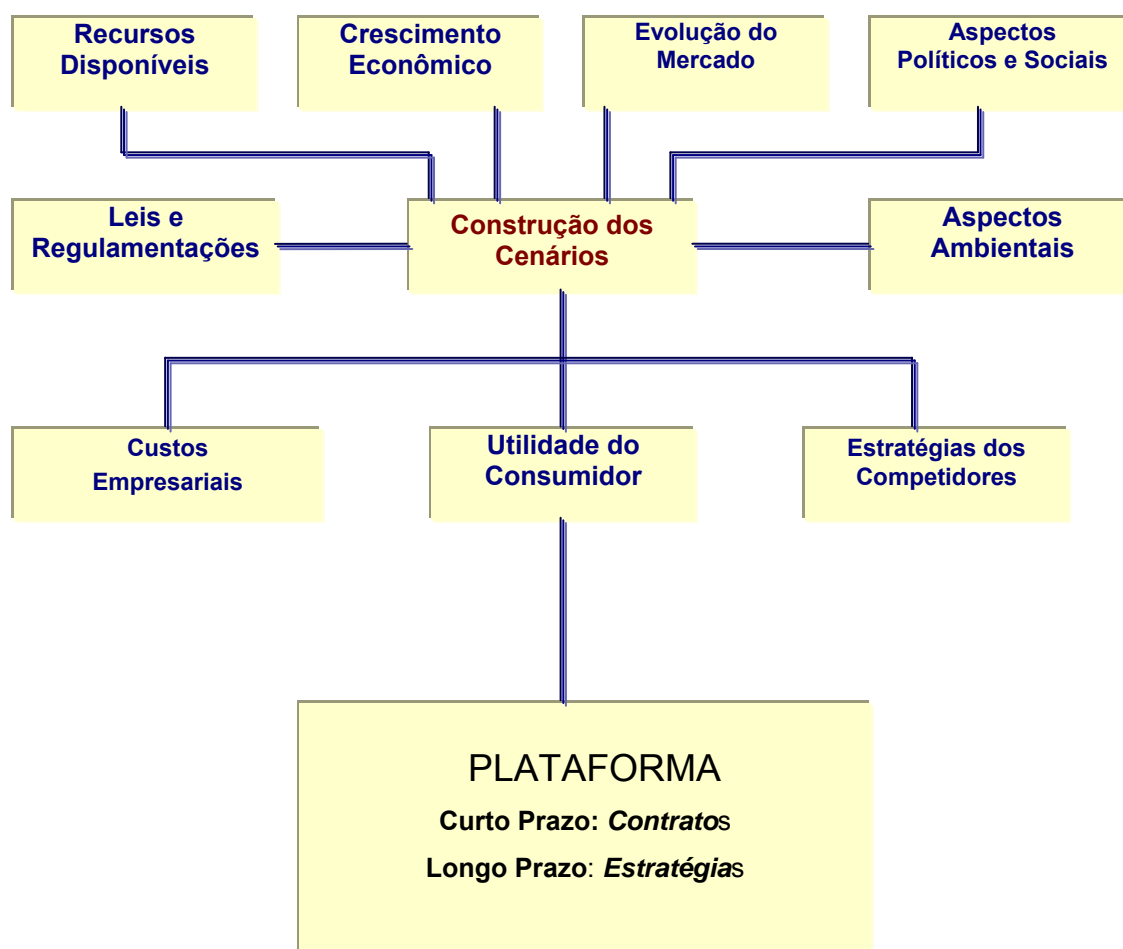 Recursos
Disponíveis
Crescimento
Econômico
Evolução do
Mercado
Aspectos
Políticos e Sociais
Leis e
Regulamentações
Construção dos
Cenários
Aspectos
Ambientais
Custos
Empresariais
Utilidade do
Consumidor
Estratégias dos
Competidores
PLATAFORMA
Curto Prazo: Contratos
Longo Prazo: Estratégias